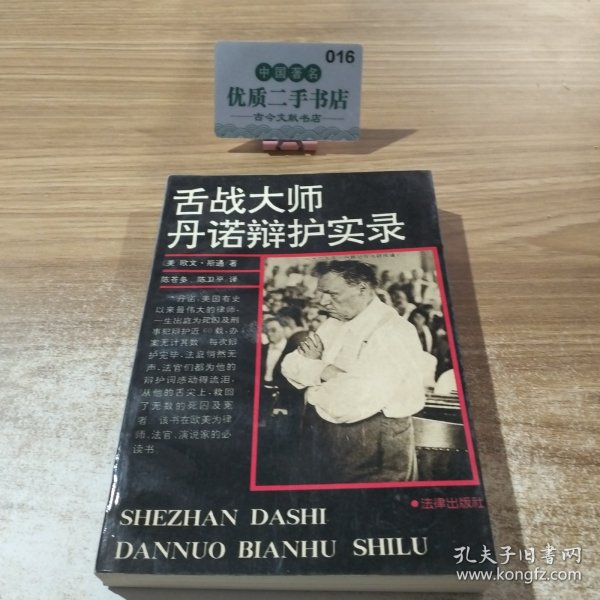 016
中国著名
优质二手书店
古今文献书店
舌战大师
丹诺辩护实录
美 欧文·斯通 著
陈苍多 陈卫平 译
丹诺，美国有史
以来最伟大的律师，
一生出庭为死囚及刑
事犯辩护近60载，办
案无计其数 每次辩
护完毕，法庭悄然无
声，法官们都为他的
辩护词感动得流泪，
从他的舌尖上，救回
了无数的死囚及冤
者 该书在欧美为律
师、法官、演说家的必
读书
法律出版社
SHEZHAN DASHI
DANNUO BIANHU SHILU
孔夫子旧书网
www.kongfz.com